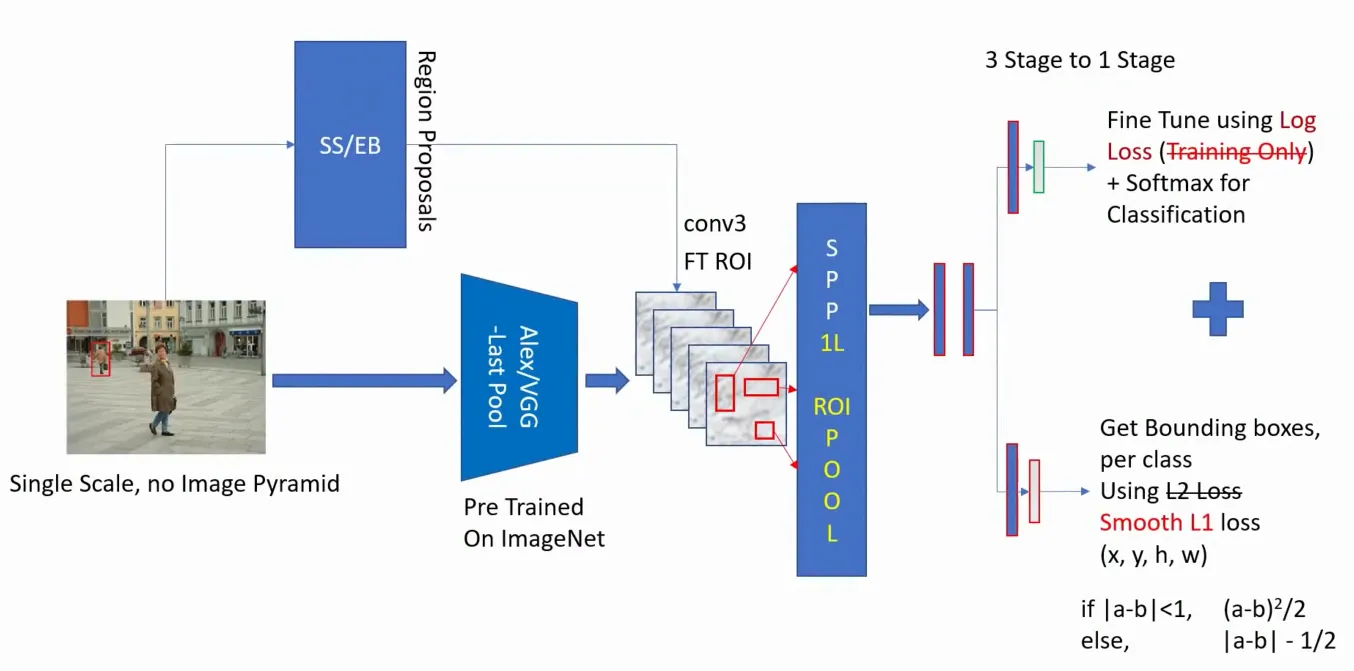 3 Stage to 1 Stage
SS/EB
Region Proposals
Fine Tune using Log
Loss (Training Only)
+ Softmax for
Classification
conv3
FT ROI
S
P
P
1L
ROI
P
O
O
L
Alex/VGG
-Last Pool
Single Scale, no Image Pyramid
Pre Trained
On ImageNet
Get Bounding boxes,
per class
Using L2 Loss
Smooth L1 loss
(x, y, h, w)
if |a-b|<1, (a-b)²/2
else, |a-b| - 1/2